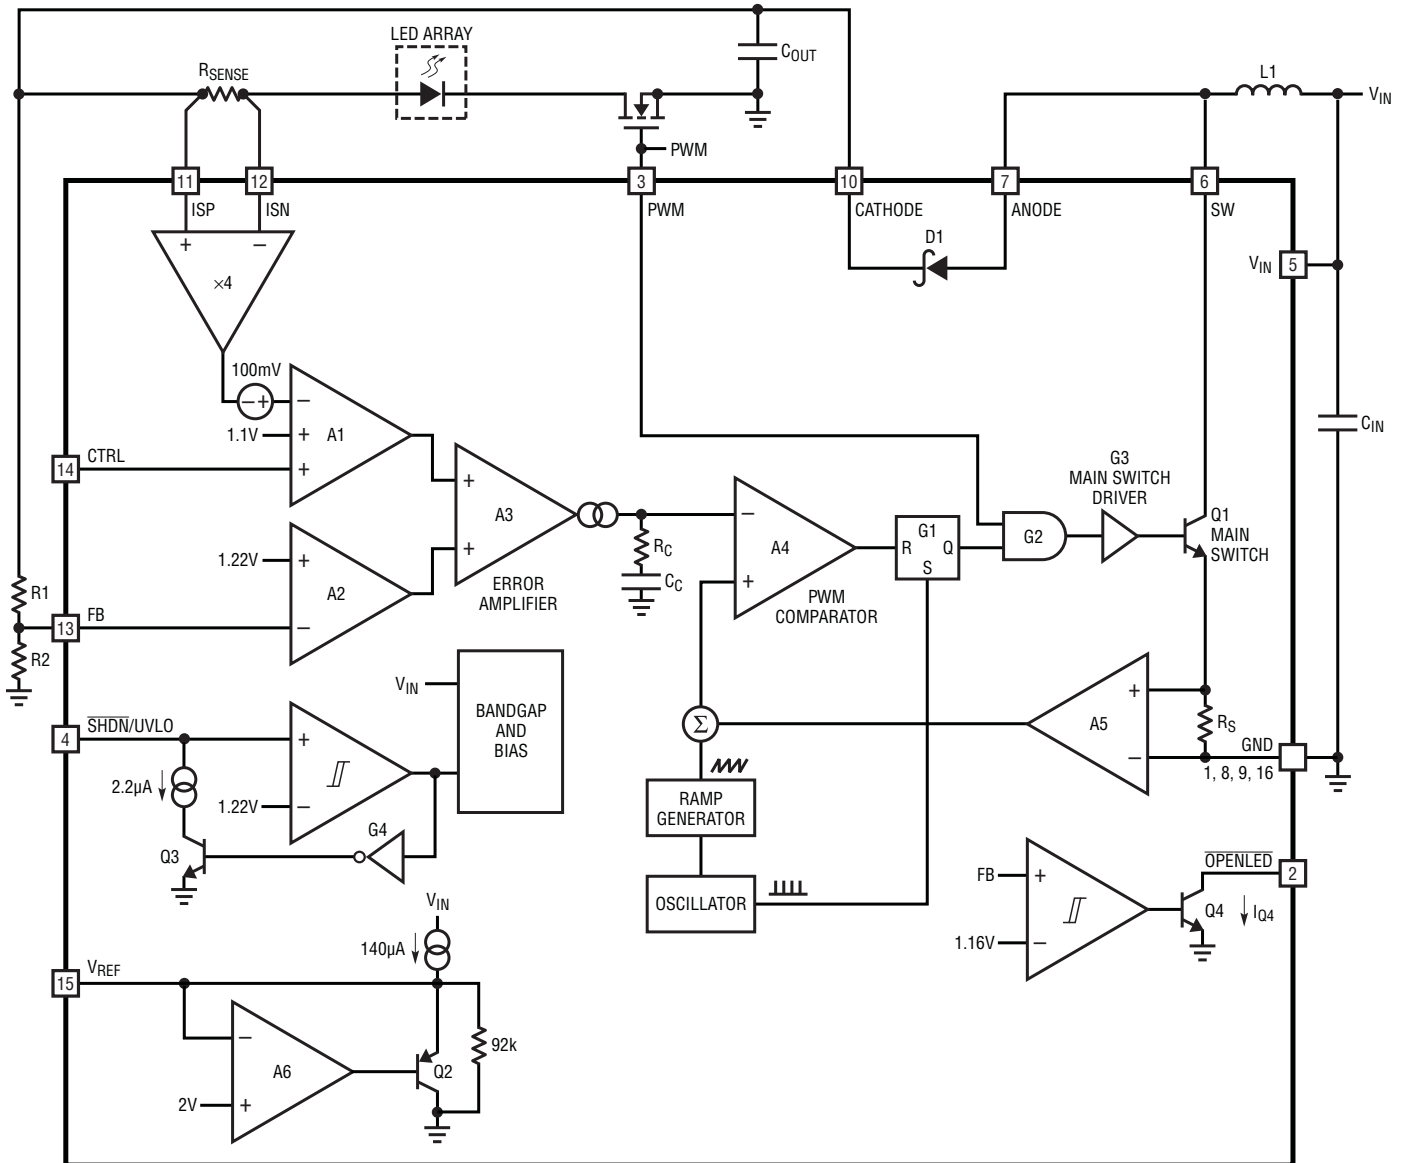 LED ARRAY
RSENSE
COUT
L1
VIN
PWM
11
12
3
10
7
6
ISP
ISN
PWM
CATHODE
ANODE
SW
+
−
D1
VIN
5
×4
100mV
− +
−
1.1V
+
A1
14
CTRL
+
CIN
G3
MAIN SWITCH
DRIVER
+
A3
−
G1
R
Q
S
G2
Q1
MAIN
SWITCH
1.22V
+
A2
+
ERROR
AMPLIFIER
RC
CC
A4
+
PWM
COMPARATOR
R1
13
FB
−
R2
VIN
BANDGAP
AND
BIAS
4
SHDN/UVLO
+
2.2µA
1.22V
−
Σ
A5
+
−
RS
GND
1, 8, 9, 16
RAMP
GENERATOR
G4
Q3
OSCILLATOR
FB
+
OPENLED
2
1.16V
−
Q4
IQ4
VIN
140µA
15
VREF
−
A6
2V
+
Q2
92k